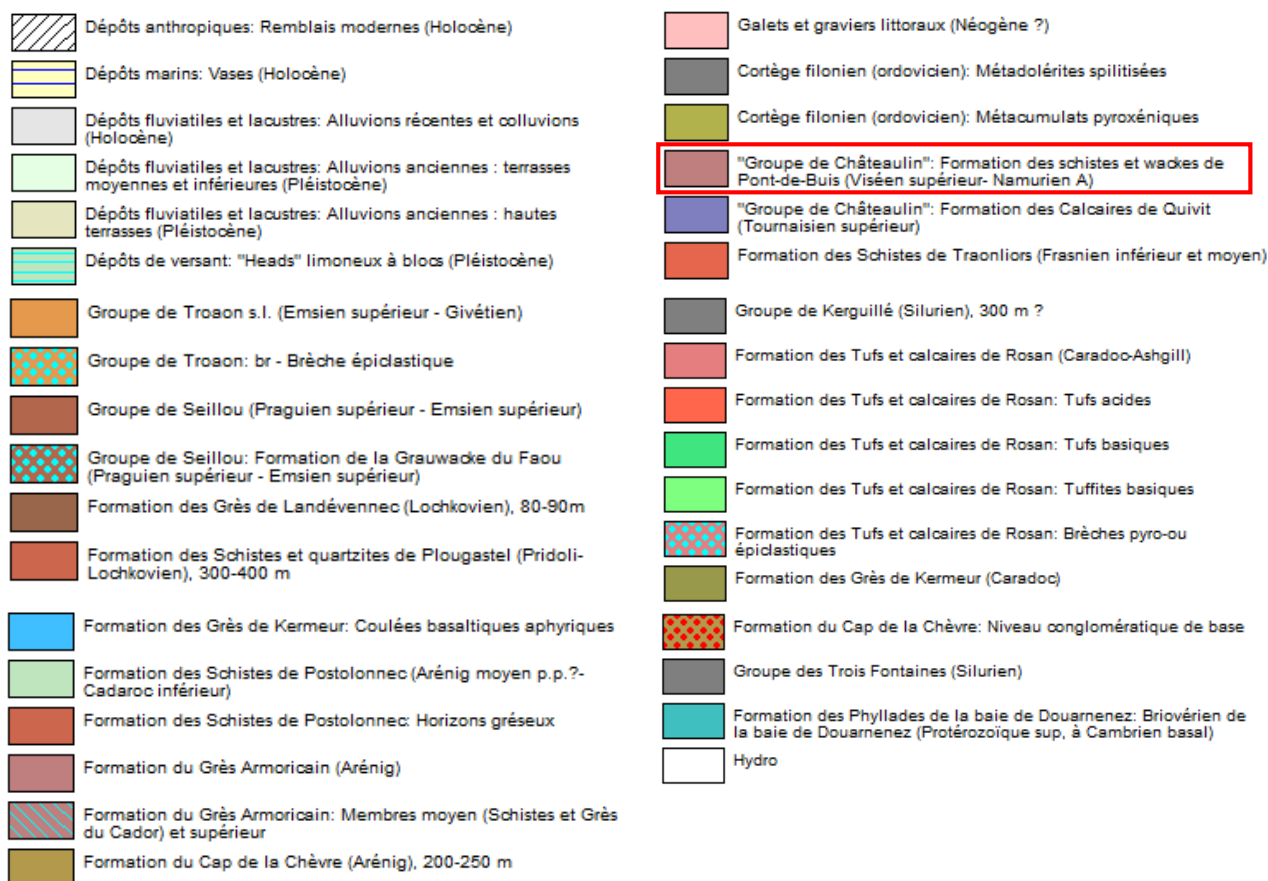 Dépôts anthropiques: Remblais modernes (Holocène)
Dépôts marins: Vases (Holocène)
Dépôts fluviatiles et lacustres: Alluvions récentes et colluvions
(Holocène)
Dépôts fluviatiles et lacustres: Alluvions anciennes : terrasses
moyennes et inférieures (Pléistocène)
Dépôts fluviatiles et lacustres: Alluvions anciennes : hautes
terrasses (Pléistocène)
Dépôts de versant: "Heads" limoneux à blocs (Pléistocène)
Groupe de Troaon s.l. (Emsien supérieur - Givétien)
Groupe de Troaon: br - Brèche épiclastique
Groupe de Seillou (Praguien supérieur - Emsien supérieur)
Groupe de Seillou: Formation de la Grauwacke du Faou
(Praguien supérieur - Emsien supérieur)
Formation des Grès de Landévennec (Lochkovien), 80-90m
Formation des Schistes et quartzites de Plougastel (Pridoli-
Lochkovien), 300-400 m
Formation des Grès de Kermeur: Coulées basaltiques aphyriques
Formation des Schistes de Postolonnec (Arénig moyen p.p.?-
Cadaroc inférieur)
Formation des Schistes de Postolonnec: Horizons gréseux
Formation du Grès Armoricain (Arénig)
Formation du Grès Armoricain: Membres moyen (Schistes et Grès
du Cador) et supérieur
Formation du Cap de la Chèvre (Arénig), 200-250 m
Galets et graviers littoraux (Néogène ?)
Cortège filonien (ordovicien): Métadolérites spilitisées
Cortège filonien (ordovicien): Métacumulats pyroxéniques
"Groupe de Châteaulin": Formation des schistes et wackes de
Pont-de-Buis (Viséen supérieur- Namurien A)
"Groupe de Châteaulin": Formation des Calcaires de Quivit
(Tournaisien supérieur)
Formation des Schistes de Traonliors (Frasnien inférieur et moyen)
Groupe de Kerguillé (Silurien), 300 m ?
Formation des Tufs et calcaires de Rosan (Caradoc-Ashgill)
Formation des Tufs et calcaires de Rosan: Tufs acides
Formation des Tufs et calcaires de Rosan: Tufs basiques
Formation des Tufs et calcaires de Rosan: Tuffites basiques
Formation des Tufs et calcaires de Rosan: Brèches pyro-ou
épiclastiques
Formation des Grès de Kermeur (Caradoc)
Formation du Cap de la Chèvre: Niveau conglomératique de base
Groupe des Trois Fontaines (Silurien)
Formation des Phyllades de la baie de Douarnenez: Briovérien de
la baie de Douarnenez (Protérozoïque sup, à Cambrien basal)
Hydro